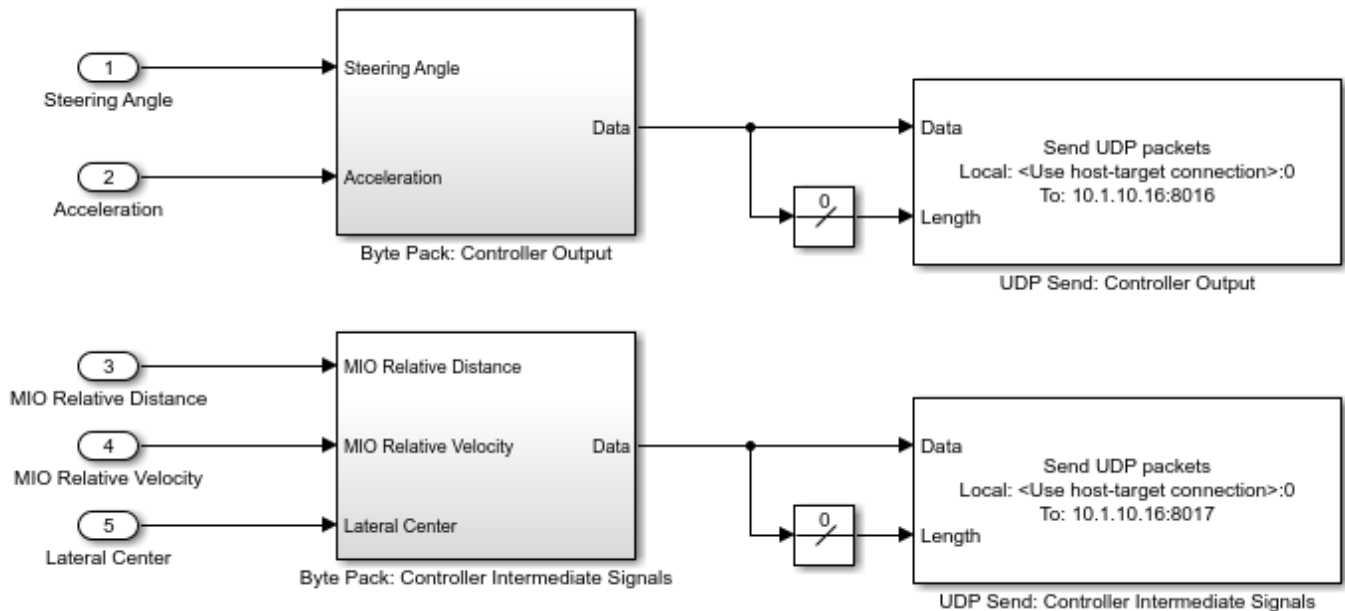 1
Steering Angle
2
Acceleration
Steering Angle
Acceleration
Data
Byte Pack: Controller Output
0
Data
Length
Send UDP packets
Local: <Use host-target connection>:0
To: 10.1.10.16:8016
UDP Send: Controller Output
3
MIO Relative Distance
4
MIO Relative Velocity
5
Lateral Center
MIO Relative Distance
MIO Relative Velocity
Lateral Center
Data
Byte Pack: Controller Intermediate Signals
0
Data
Length
Send UDP packets
Local: <Use host-target connection>:0
To: 10.1.10.16:8017
UDP Send: Controller Intermediate Signals